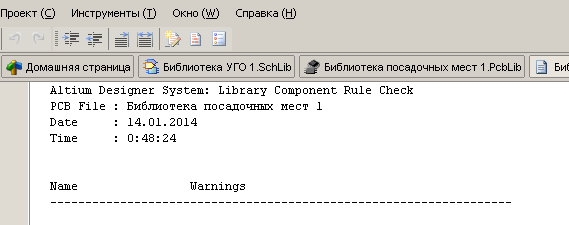 Проект (C) Инструменты (T) Окно (W) Справка (H)
Домашняя страница Библиотека УГО 1.SchLib Библиотека посадочных мест 1.PcbLib Биб
Altium Designer System: Library Component Rule Check
PCB File : Библиотека посадочных мест 1
Date : 14.01.2014
Time : 0:48:24
Name Warnings